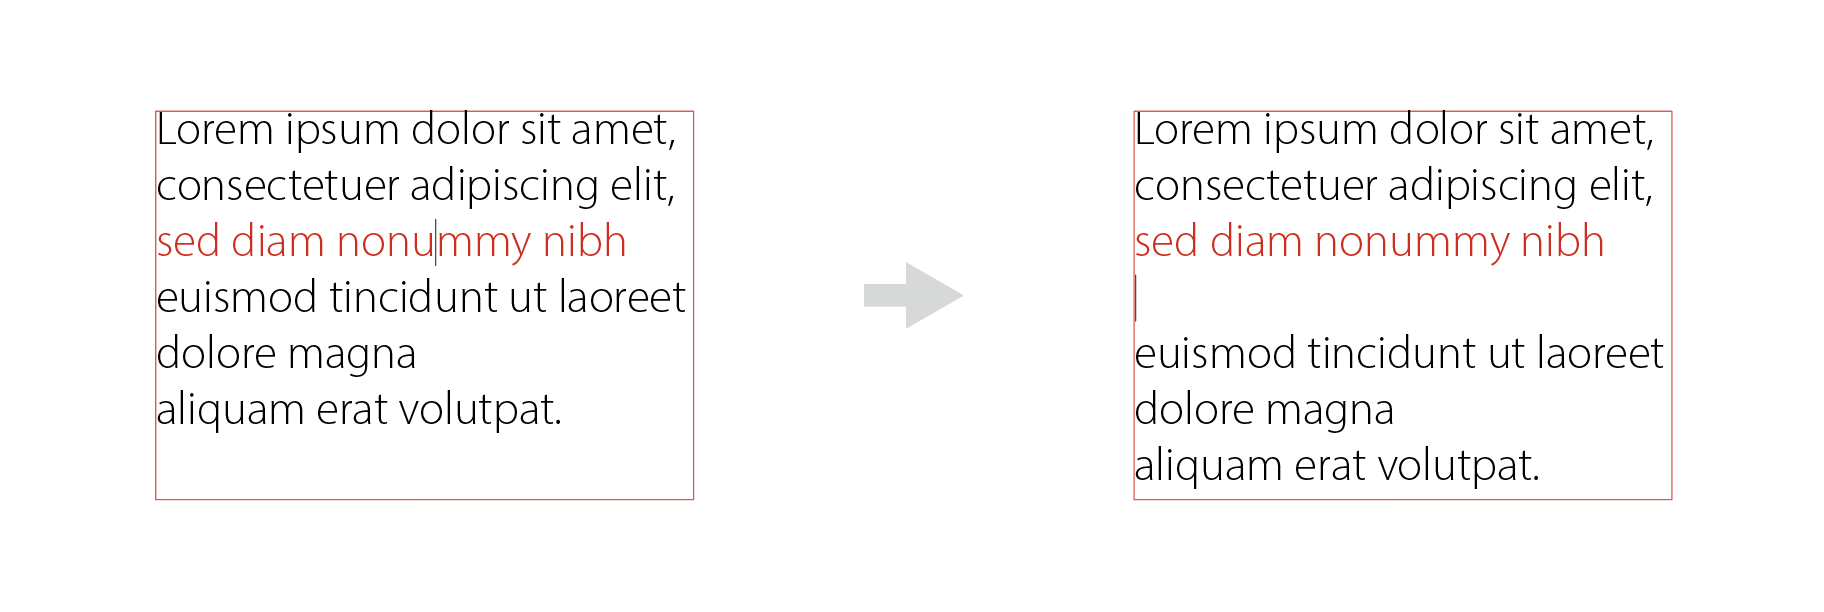 Lorem ipsum dolor sit amet,
consectetuer adipiscing elit,
sed diam nonummy nibh
euismod tincidunt ut laoreet
dolore magna
aliquam erat volutpat.
Lorem ipsum dolor sit amet,
consectetuer adipiscing elit,
sed diam nonummy nibh
euismod tincidunt ut laoreet
dolore magna
aliquam erat volutpat.